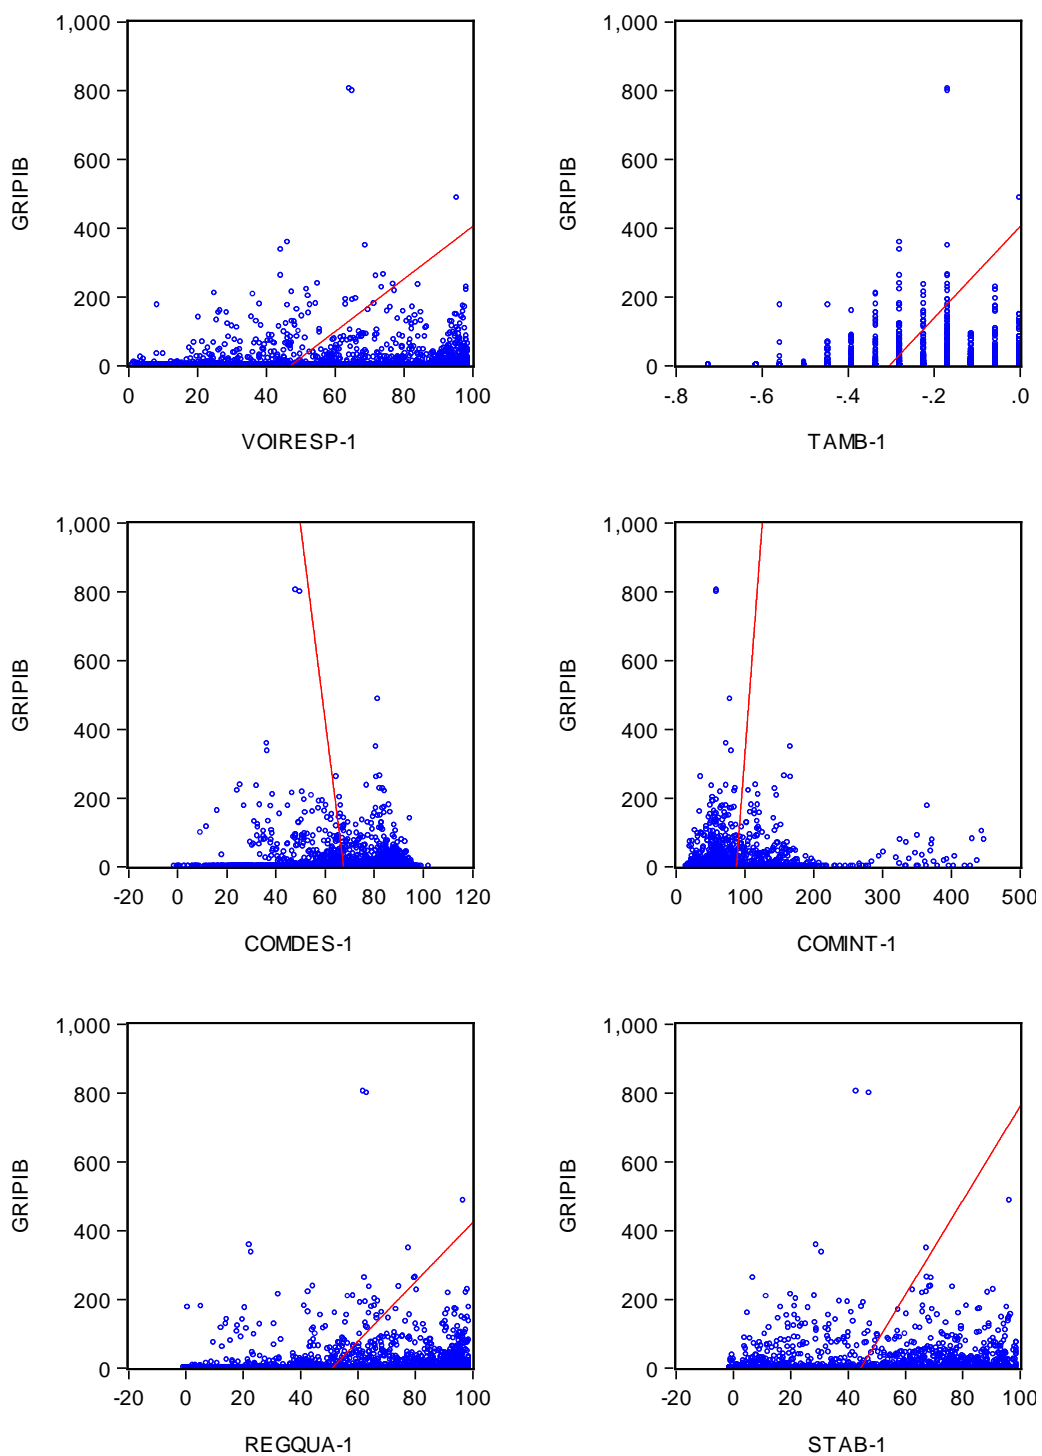 1,000 1,000
800 800
600 600
GRIPIB GRIPIB
400 400
200 200
0 0
0 20 40 60 80 100 -.8 -.6 -.4 -.2 .0
VOIRESP-1 TAMB-1
1,000 1,000
800 800
600 600
GRIPIB GRIPIB
400 400
200 200
0 0
-20 0 20 40 60 80 100 120 0 100 200 300 400 500
COMDES-1 COMINT-1
1,000 1,000
800 800
600 600
GRIPIB GRIPIB
400 400
200 200
0 0
-20 0 20 40 60 80 100 -20 0 20 40 60 80 100
REGQUA-1 STAB-1